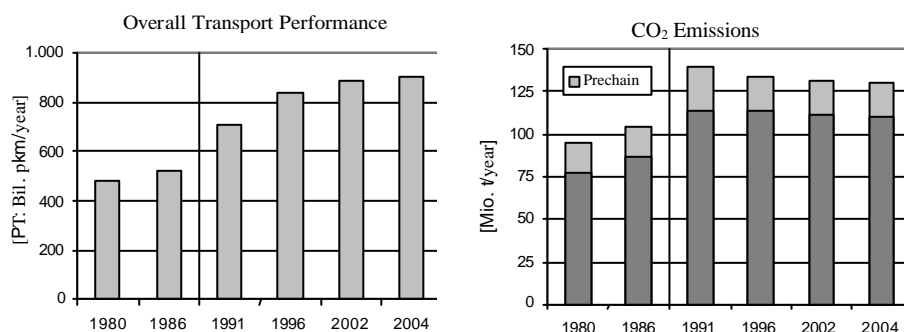 Overall Transport Performance
[PT: Bil. pkm/year]
1.000
800
600
400
200
0
1980 1986 1991 1996 2002 2004
CO₂ Emissions
[Mio. t/year]
150
125
100
75
50
25
0
Prechain
1980 1986 1991 1996 2002 2004